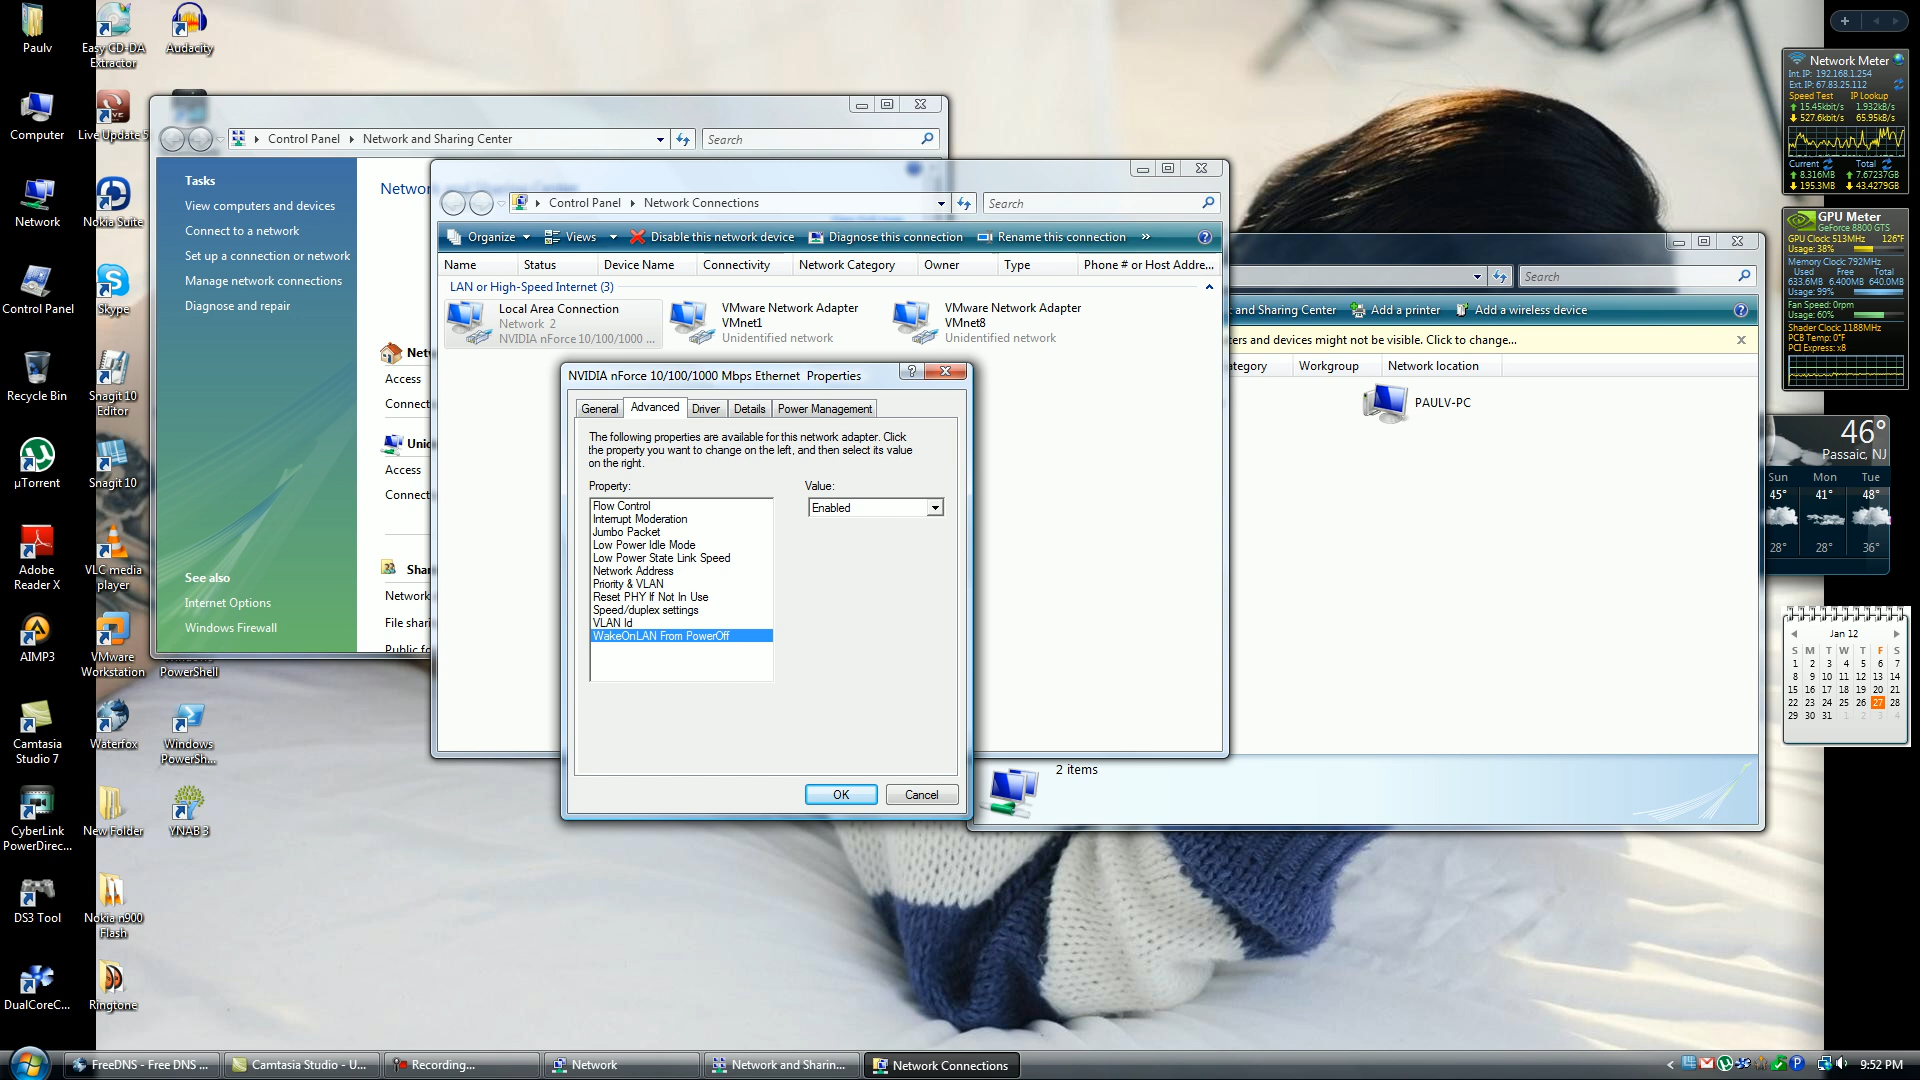 Paulv
Easy CD-DA
Extractor
Audacity
Computer
Live Update 5
Network
Nokia Suite
Control Panel
Skype
Recycle Bin
Snagit 10
Editor
µTorrent
Snagit 10
Adobe
Reader X
VLC media
player
AIMP3
VMware
Workstation
PowerShell
Camtasia
Studio 7
Waterfox
Windows
PowerSh...
CyberLink
PowerDirec...
New Folder
YNAB 3
DS3 Tool
Nokia n900
Flash
DualCoreC...
Ringtone
Control Panel
Network and Sharing Center
Search
Tasks
View computers and devices
Connect to a network
Set up a connection or network
Manage network connections
Diagnose and repair
See also
Internet Options
Windows Firewall
Access
Connect
Access
Connect
Network
Control Panel
Network Connections
Search
Organize
Views
Disable this network device
Diagnose this connection
Rename this connection
»
Name
Status
Device Name
Connectivity
Network Category
Owner
Type
Phone # or Host Addre...
LAN or High-Speed Internet (3)
Local Area Connection
Network 2
NVIDIA nForce 10/100/1000 ...
VMware Network Adapter
VMnet1
Unidentified network
VMware Network Adapter
VMnet8
Unidentified network
NVIDIA nForce 10/100/1000 Mbps Ethernet Properties
General
Advanced
Driver
Details
Power Management
The following properties are available for this network adapter. Click
the property you want to change on the left, and then select its value
on the right.
Property:
Value:
Flow Control
Interrupt Moderation
Jumbo Packet
Low Power Idle Mode
Low Power State Link Speed
Network Address
Priority & VLAN
Reset PHY If Not In Use
Speed/duplex settings
VLAN Id
WakeOnLAN From PowerOff
Enabled
OK
Cancel
Search
and Sharing Center
Add a printer
Add a wireless device
and devices might not be visible. Click to change...
Workgroup
Network location
PAULV-PC
2 items
Network Meter
Int. IP: 192.168.1.254
Ext.IP: 67.83.25.112
Speed Test
IP lookup
15.45kbit/s
1.932kB/s
527.6kbit/s
65.95kB/s
Current
Total
8.316MB
7.67237GB
195.3MB
43.4279GB
GPU Meter
GeForce 8800 GTS
GPU Clock: 513MHz
126°F
Usage: 38%
Memory Clock: 792MHz
Used
Free
Total
633.6MB
6.400MB
640.0MB
Usage: 99%
Fan Speed: 0rpm
Usage: 60%
Shader Clock: 1188MHz
PCB Temp: 0°F
PCI Express: x8
46°
Passaic, NJ
Sun
Mon
Tue
45°
41°
48°
28°
28°
36°
Jan 12
S M T W T F S
1 2 3 4 5 6 7
8 9 10 11 12 13 14
15 16 17 18 19 20 21
22 23 24 25 26 27 28
29 30 31 1 2 3 4
FreeDNS - Free DNS ...
Camtasia Studio - U...
Recording...
Network
Network and Sharin...
Network Connections
9:52 PM